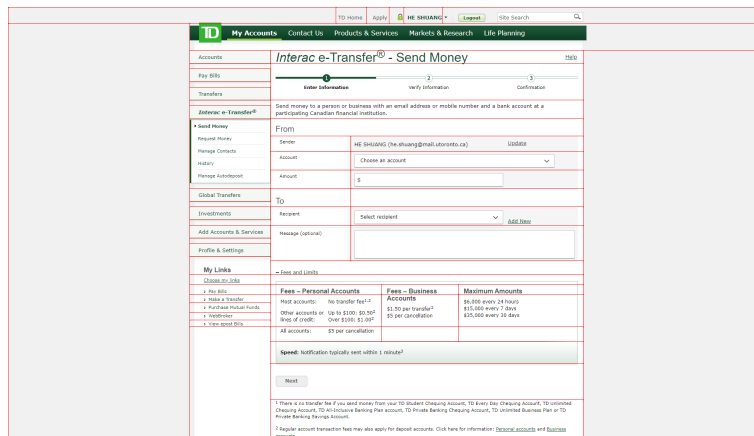 TD Home Apply HE SHUANG Logout Site Search
TD My Accounts Contact Us Products & Services Markets & Research Life Planning
Accounts
Pay Bills
Transfers
Interac e-Transfer®
Send Money
Request Money
Manage Contacts
History
Manage Autodeposit
Global Transfers
Investments
Add Accounts & Services
Profile & Settings
My Links
Choose my links
Pay Bills
Make a Transfer
Purchase Mutual Funds
WebBroker
View epost Bills
Interac e-Transfer® - Send Money
Help
1 2 3
Enter Information Verify Information Confirmation
Send money to a person or business with an email address or mobile number and a bank account at a
participating Canadian financial institution.
From
Sender HE SHUANG (he.shuang@mail.utoronto.ca) Update
Account Choose an account
Amount $
To
Recipient Select recipient Add New
Message (optional)
– Fees and Limits
Fees – Personal Accounts
Most accounts: No transfer fee¹·²
Other accounts or Up to $100: $0.50²
lines of credit: Over $100: $1.00²
All accounts: $5 per cancellation
Fees – Business
Accounts
$1.50 per transfer²
$5 per cancellation
Maximum Amounts
$6,000 every 24 hours
$15,000 every 7 days
$25,000 every 30 days
Speed: Notification typically sent within 1 minute³
Next
¹ There is no transfer fee if you send money from your TD Student Chequing Account, TD Every Day Chequing Account, TD Unlimited
Chequing Account, TD All-Inclusive Banking Plan account, TD Private Banking Chequing Account, TD Unlimited Business Plan or TD
Private Banking Savings Account.
² Regular account transaction fees may also apply for deposit accounts. Click here for information: Personal accounts and Business